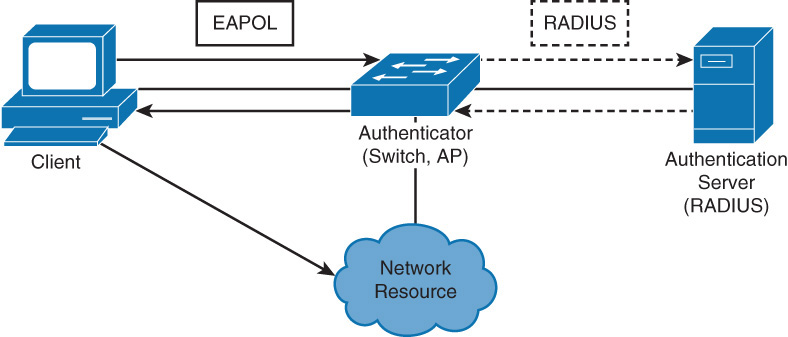 EAPOL
RADIUS
Client
Authenticator
(Switch, AP)
Authentication
Server
(RADIUS)
Network
Resource